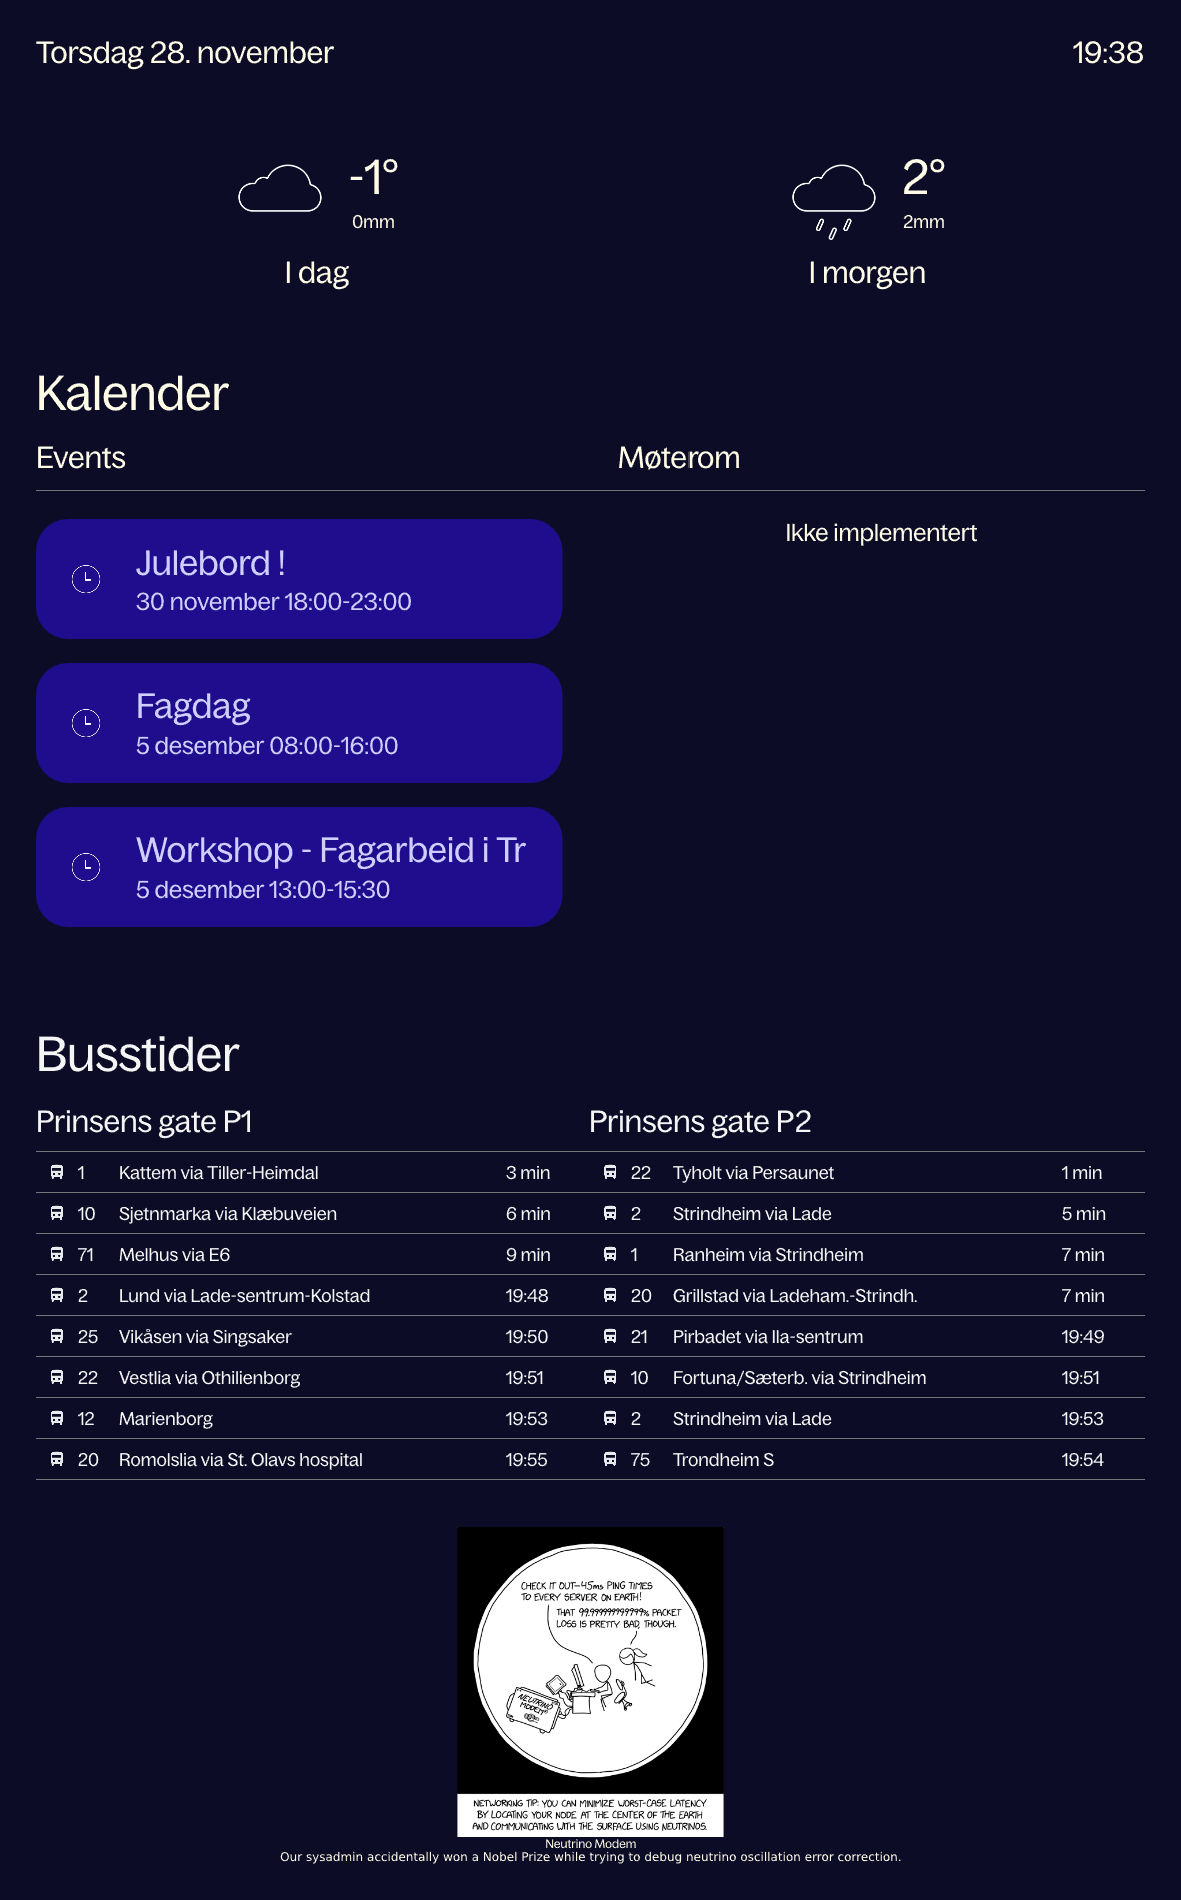 Torsdag 28. november
19:38
-1°
0mm
I dag
2°
2mm
I morgen
Kalender
Events
Møterom
Julebord !
30 november 18:00-23:00
Fagdag
5 desember 08:00-16:00
Workshop - Fagarbeid i Tr
5 desember 13:00-15:30
Ikke implementert
Busstider
Prinsens gate P1
1 Kattem via Tiller-Heimdal 3 min
10 Sjetnmarka via Klæbuveien 6 min
71 Melhus via E6 9 min
2 Lund via Lade-sentrum-Kolstad 19:48
25 Vikåsen via Singsaker 19:50
22 Vestlia via Othilienborg 19:51
12 Marienborg 19:53
20 Romolslia via St. Olavs hospital 19:55
Prinsens gate P2
22 Tyholt via Persaunet 1 min
2 Strindheim via Lade 5 min
1 Ranheim via Strindheim 7 min
20 Grillstad via Ladeham.-Strindh. 7 min
21 Pirbadet via Ila-sentrum 19:49
10 Fortuna/Sæterb. via Strindheim 19:51
2 Strindheim via Lade 19:53
75 Trondheim S 19:54
CHECK IT OUT—45ms PING TIMES
TO EVERY SERVER ON EARTH!
THAT 99.99999999999% PACKET
LOSS IS PRETTY BAD, THOUGH.
NEUTRINO
MODEM
NETWORKING TIP: YOU CAN MINIMIZE WORST-CASE LATENCY
BY LOCATING YOUR NODE AT THE CENTER OF THE EARTH
AND COMMUNICATING WITH THE SURFACE USING NEUTRINOS.
Neutrino Modem
Our sysadmin accidentally won a Nobel Prize while trying to debug neutrino oscillation error correction.